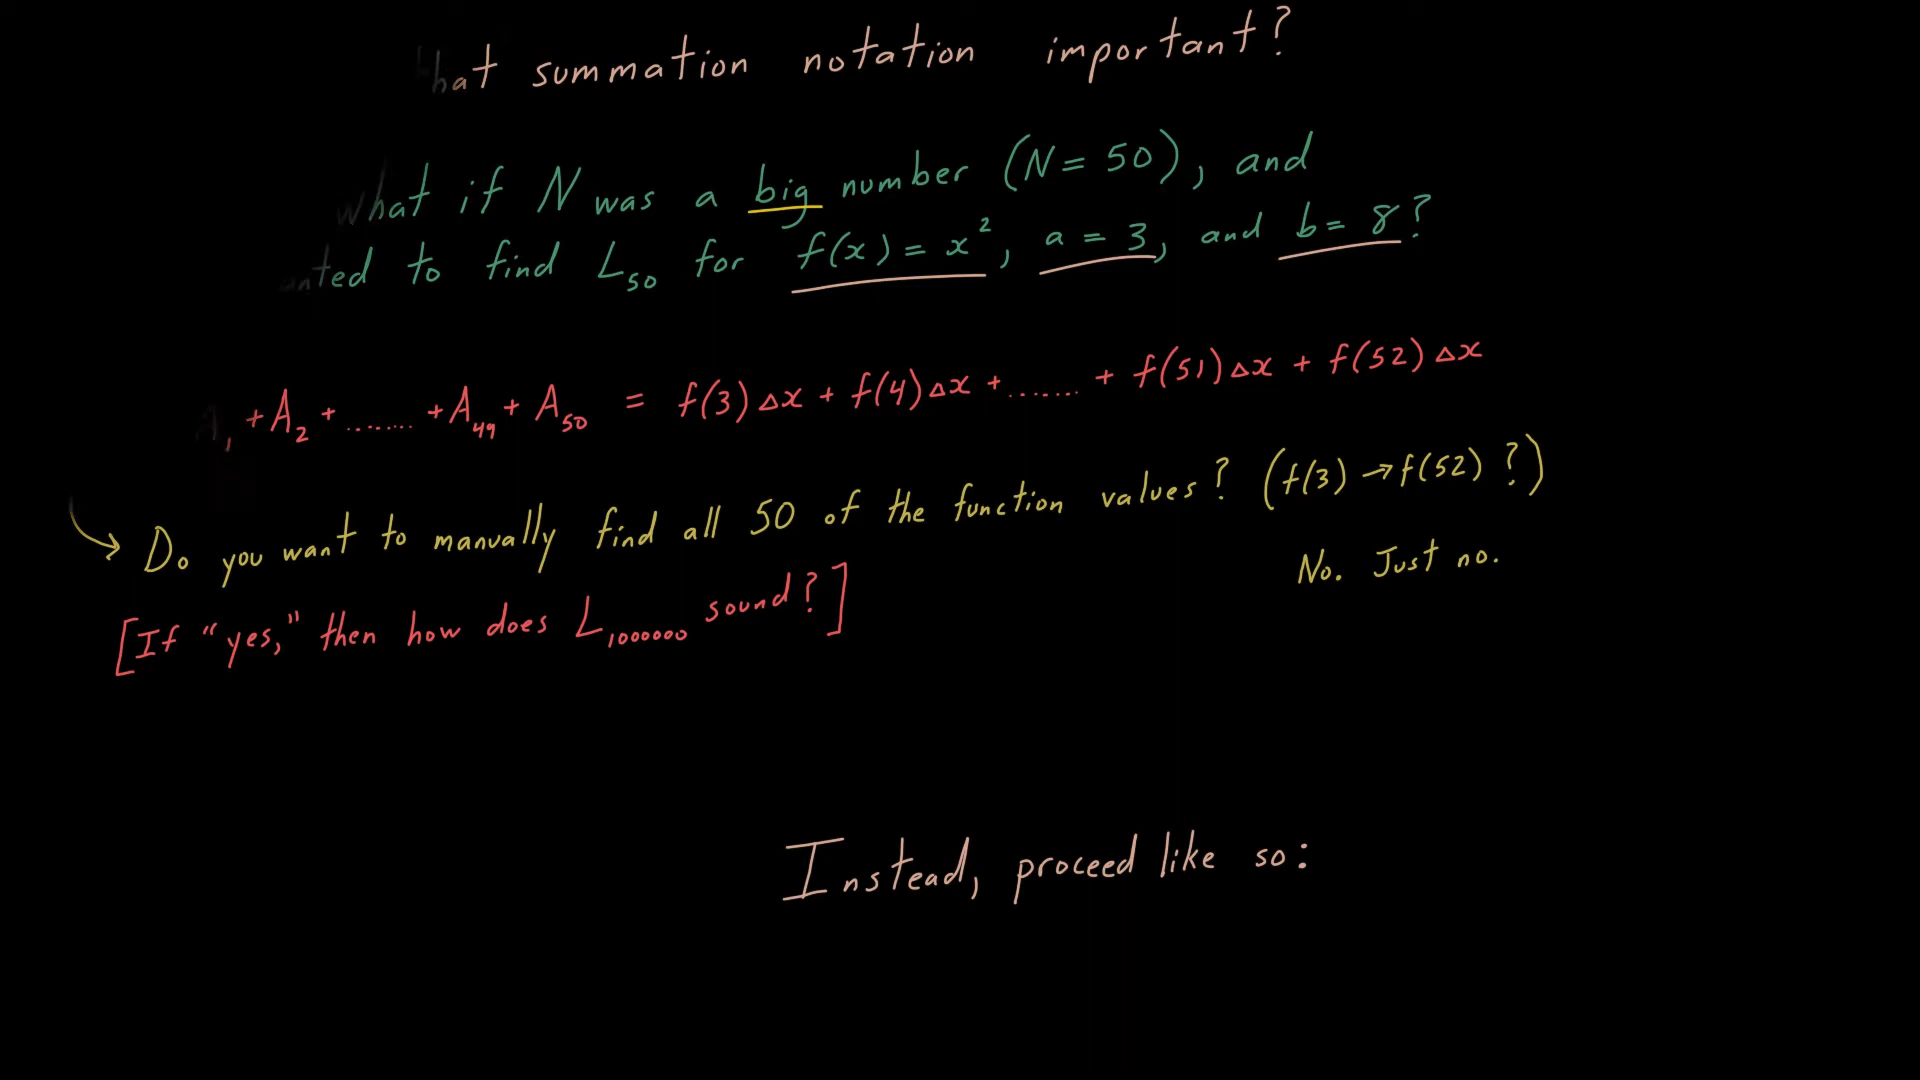 hat summation notation important?
What if N was a big number (N = 50), and
nted to find L₅₀ for f(x) = x², a = 3, and b = 8?
A₁ + A₂ + ........ + A₄₉ + A₅₀ = f(3)Δx + f(4)Δx + ....... + f(51)Δx + f(52)Δx
Do you want to manually find all 50 of the function values? (f(3) → f(52)?)
No. Just no.
[If “yes,” then how does L₁₀₀₀₀₀₀ sound?]
Instead, proceed like so: